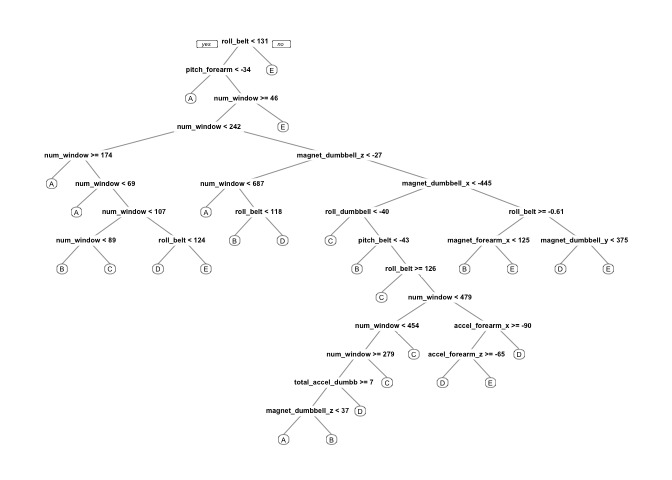 yes roll_belt < 131 no
pitch_forearm < -34 E
A num_window >= 46
num_window < 242 E
num_window >= 174 magnet_dumbbell_z < -27
A num_window < 69 num_window < 687 magnet_dumbbell_x < -445
A num_window < 107 A roll_belt < 118 roll_dumbbell < -40 roll_belt >= -0.61
num_window < 89 roll_belt < 124 B D C pitch_belt < -43 magnet_forearm_x < 125 magnet_dumbbell_y < 375
B C D E B roll_belt >= 126 B E D E
C num_window < 479
num_window < 454 accel_forearm_x >= -90
num_window >= 279 C accel_forearm_z >= -65 D
total_accel_dumbb >= 7 C D E
magnet_dumbbell_z < 37 D
A B